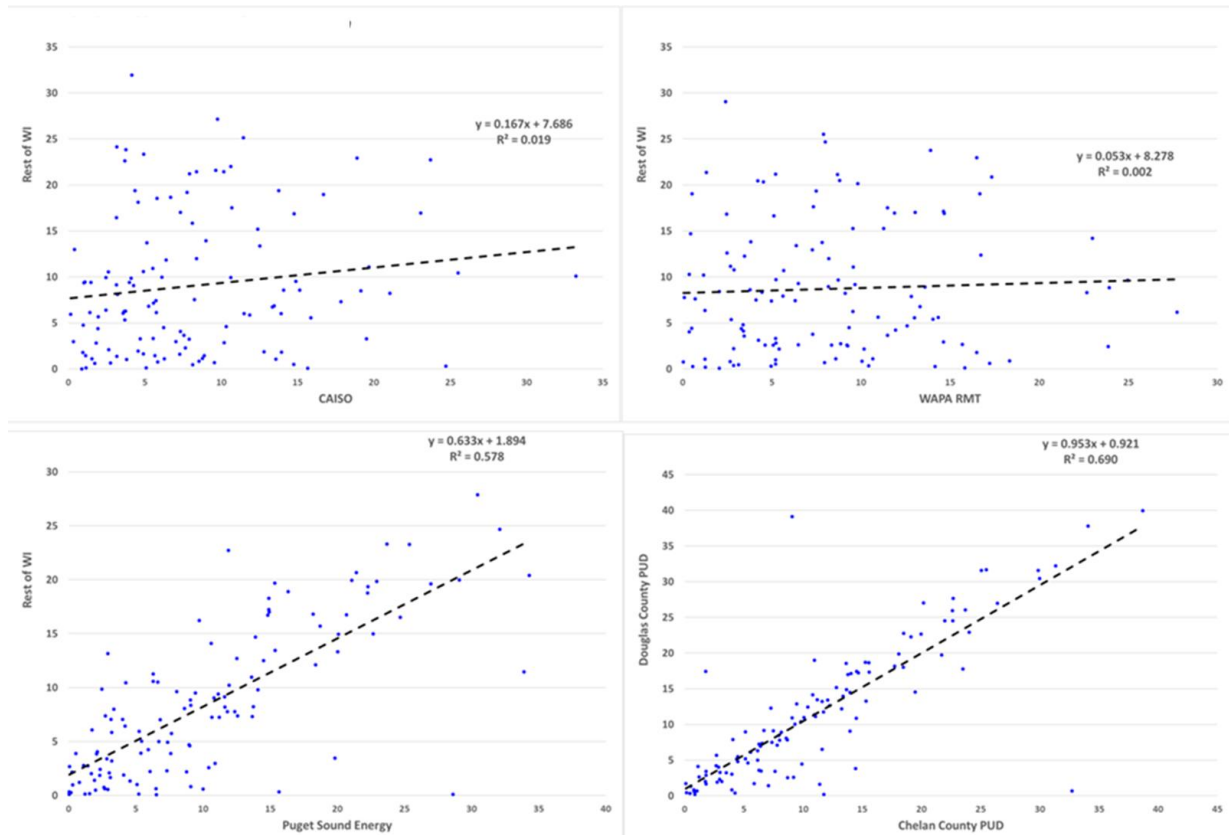 35
30
25
20
15
10
5
0
Rest of WI
y = 0.167x + 7.686
R² = 0.019
0 5 10 15 20 25 30 35
CAISO
35
30
25
20
15
10
5
0
Rest of WI
y = 0.053x + 8.278
R² = 0.002
0 5 10 15 20 25 30
WAPA RMT
y = 0.633x + 1.894
R² = 0.578
30
25
20
15
10
5
0
Rest of WI
0 5 10 15 20 25 30 35 40
Puget Sound Energy
y = 0.953x + 0.921
R² = 0.690
45
40
35
30
25
20
15
10
5
0
Douglas County PUD
0 5 10 15 20 25 30 35 40 45
Chelan County PUD